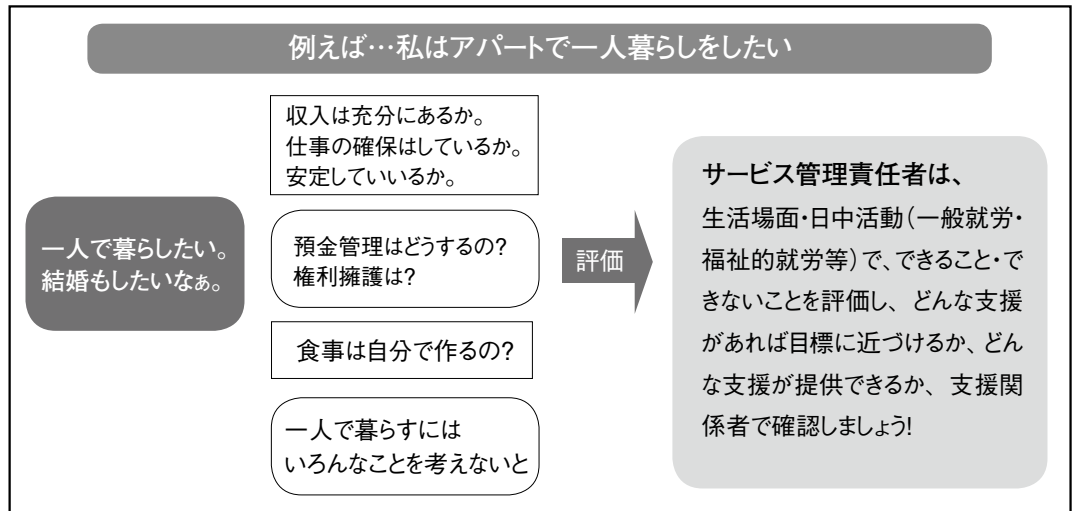 例えば…私はアパートで一人暮らしをしたい
一人で暮らしたい。
結婚もしたいなぁ。
収入は充分にあるか。
仕事の確保はしているか。
安定していいるか。
預金管理はどうするの?
権利擁護は?
食事は自分で作るの?
一人で暮らすには
いろんなことを考えないと
評価
サービス管理責任者は、
生活場面・日中活動(一般就労・
福祉的就労等)で、できること・で
きないことを評価し、どんな支援
があれば目標に近づけるか、どん
な支援が提供できるか、支援関
係者で確認しましょう!